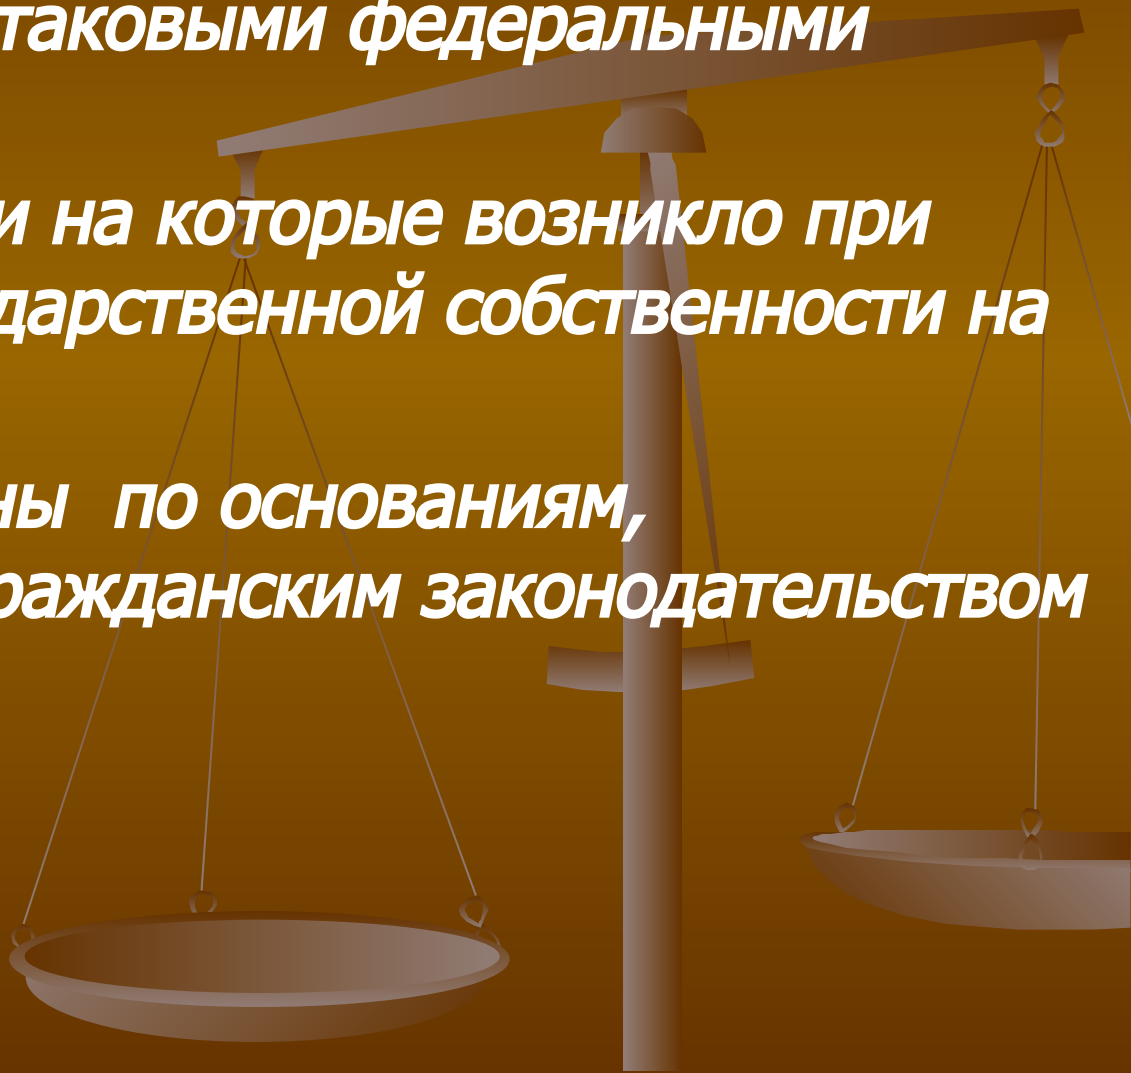 таковыми федеральными
и на которые возникло при
дарственной собственности на
ны по основаниям,
ражданским законодательством